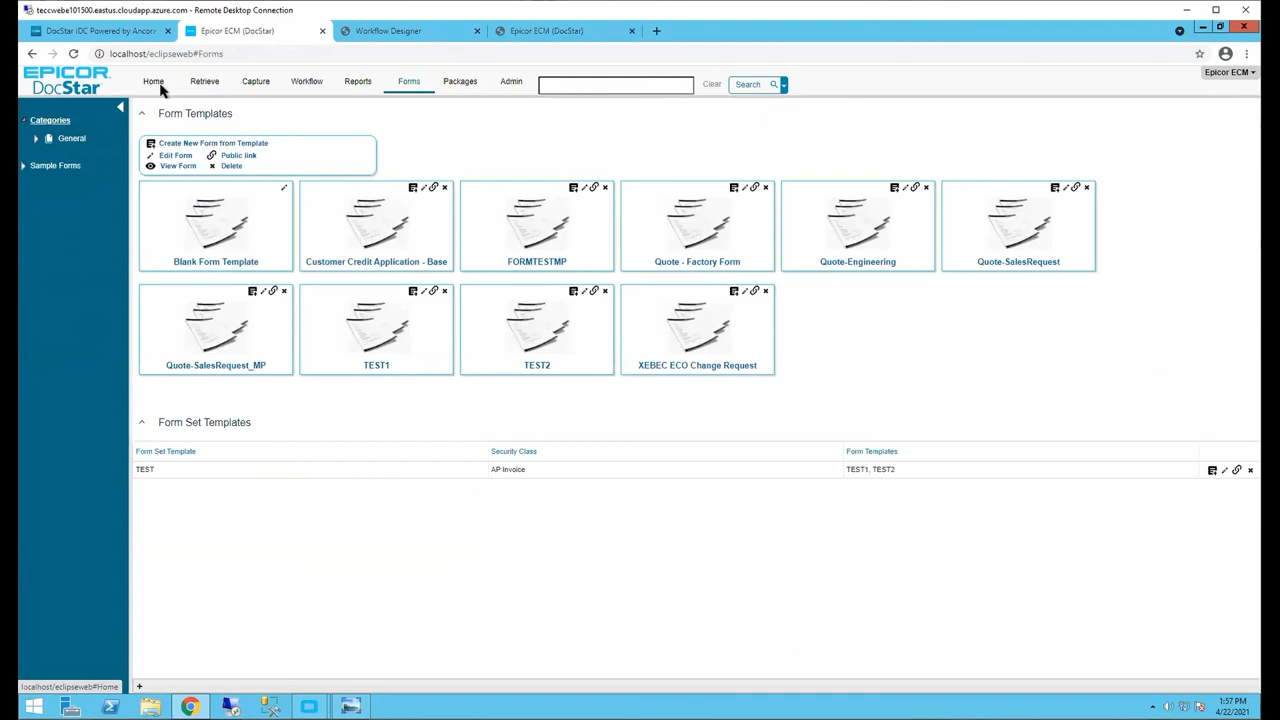 teccwebe101500.eastus.cloudapp.azure.com - Remote Desktop Connection
DocStar iDC Powered by Ancora
Epicor ECM (DocStar)
Workflow Designer
Epicor ECM (DocStar)
localhost/eclipseweb#Forms
EPICOR
DocStar
Home
Retrieve
Capture
Workflow
Reports
Forms
Packages
Admin
Clear
Search
Epicor ECM
Categories
General
Sample Forms
Form Templates
Create New Form from Template
Edit Form
Public link
View Form
Delete
Blank Form Template
Customer Credit Application - Base
FORMTESTMP
Quote - Factory Form
Quote-Engineering
Quote-SalesRequest
Quote-SalesRequest_MP
TEST1
TEST2
XEBEC ECO Change Request
Form Set Templates
Form Set Template
Security Class
Form Templates
TEST
AP Invoice
TEST1, TEST2
localhost/eclipseweb#Home
1:57 PM
4/22/2021